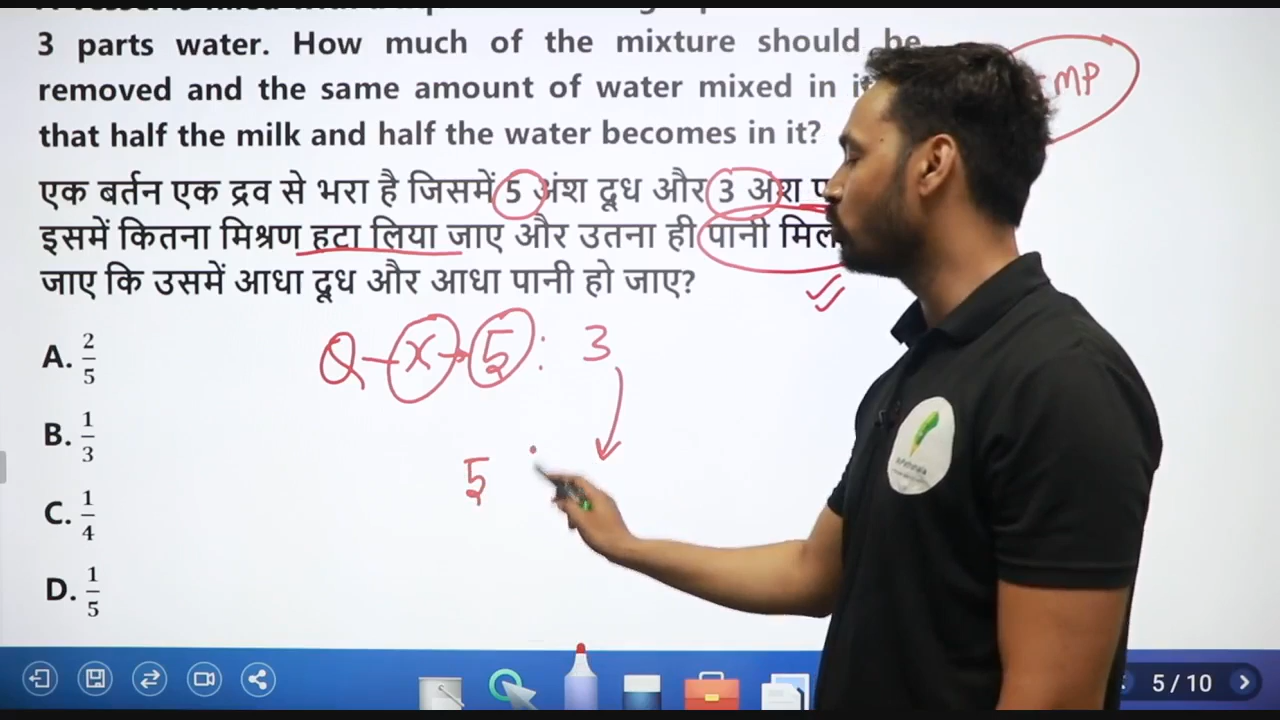 3 parts water. How much of the mixture should be
removed and the same amount of water mixed in
that half the milk and half the water becomes in it?
एक बर्तन एक द्रव से भरा है जिसमें 5 अंश दूध और 3 अंश
इसमें कितना मिश्रण हटा लिया जाए और उतना ही पानी
जाए कि उसमें आधा दूध और आधा पानी हो जाए?
A. 2/5
B. 1/3
C. 1/4
D. 1/5
MP
Q - x → 5 : 3
5
5 / 10